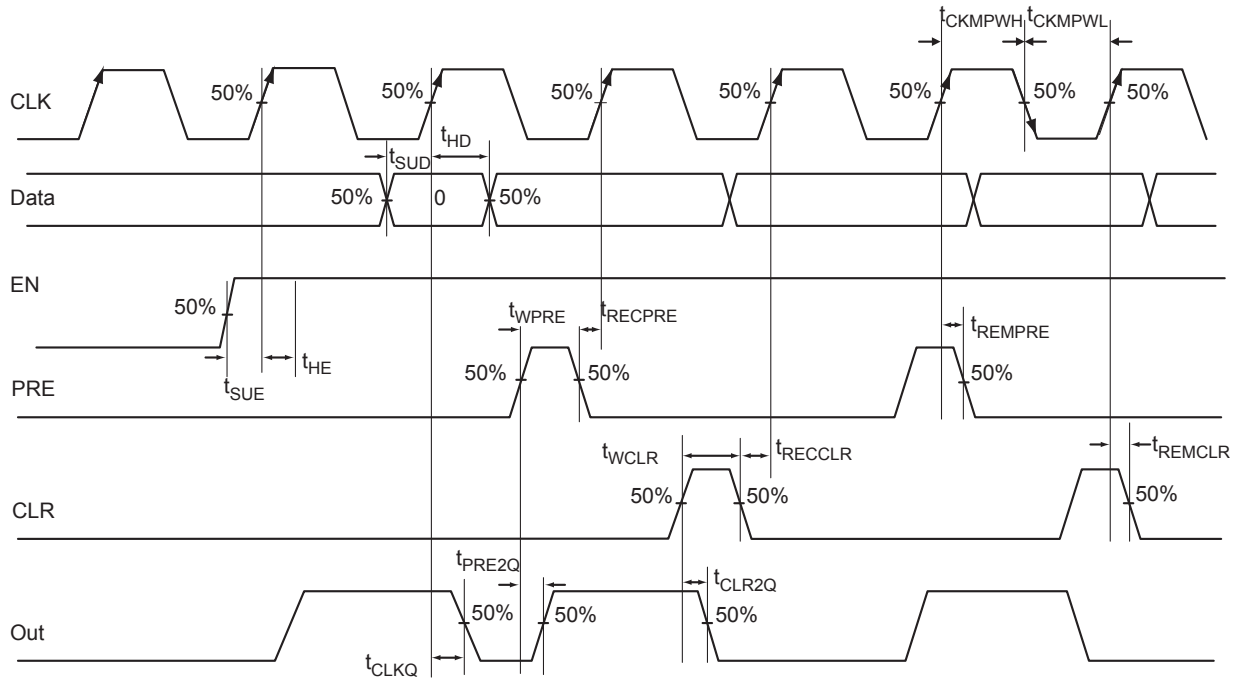 tCKMPWH tCKMPWL
CLK 50% 50% 50% 50% 50% 50% 50%
tSUD tHD
Data 50% 0 50%
EN 50%
tSUE tHE tWPRE tRECPRE tREMPRE
PRE 50% 50% 50%
tWCLR tRECCLR tREMCLR
CLR 50% 50% 50%
tPRE2Q tCLR2Q
Out 50% 50% 50%
tCLKQ